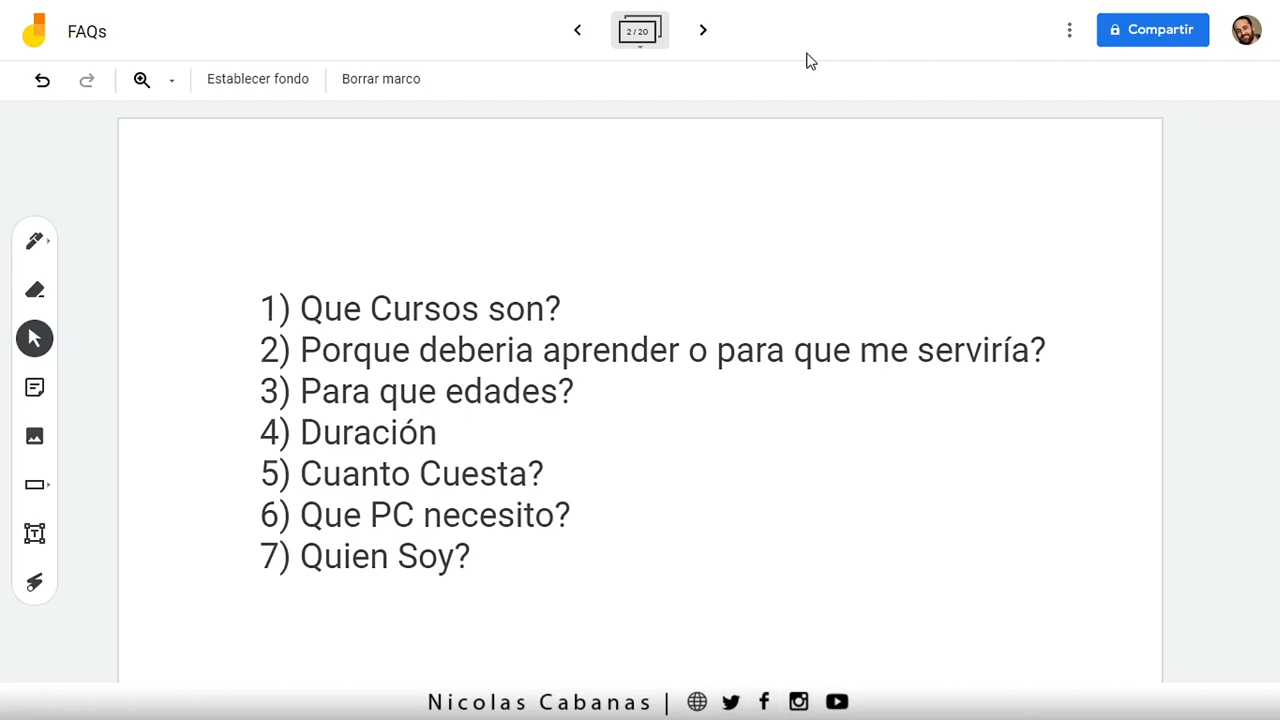 FAQs
2 / 20
Compartir
Establecer fondo
Borrar marco
1) Que Cursos son?
2) Porque deberia aprender o para que me serviría?
3) Para que edades?
4) Duración
5) Cuanto Cuesta?
6) Que PC necesito?
7) Quien Soy?
Nicolas Cabanas |